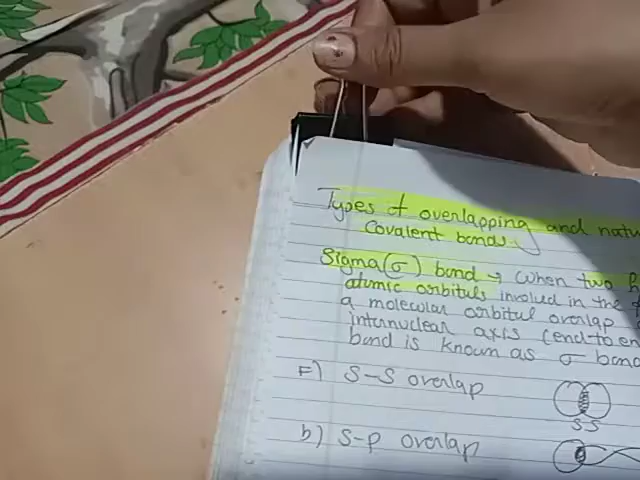 Types of overlapping and natu
Covalent bonds
Sigma (σ) bond → When two h
atomic orbitals involved in the f
a molecular orbital overlap
internuclear axis (end to en
bond is known as σ bon
a) S-S overlap
S S
b) S-P overlap